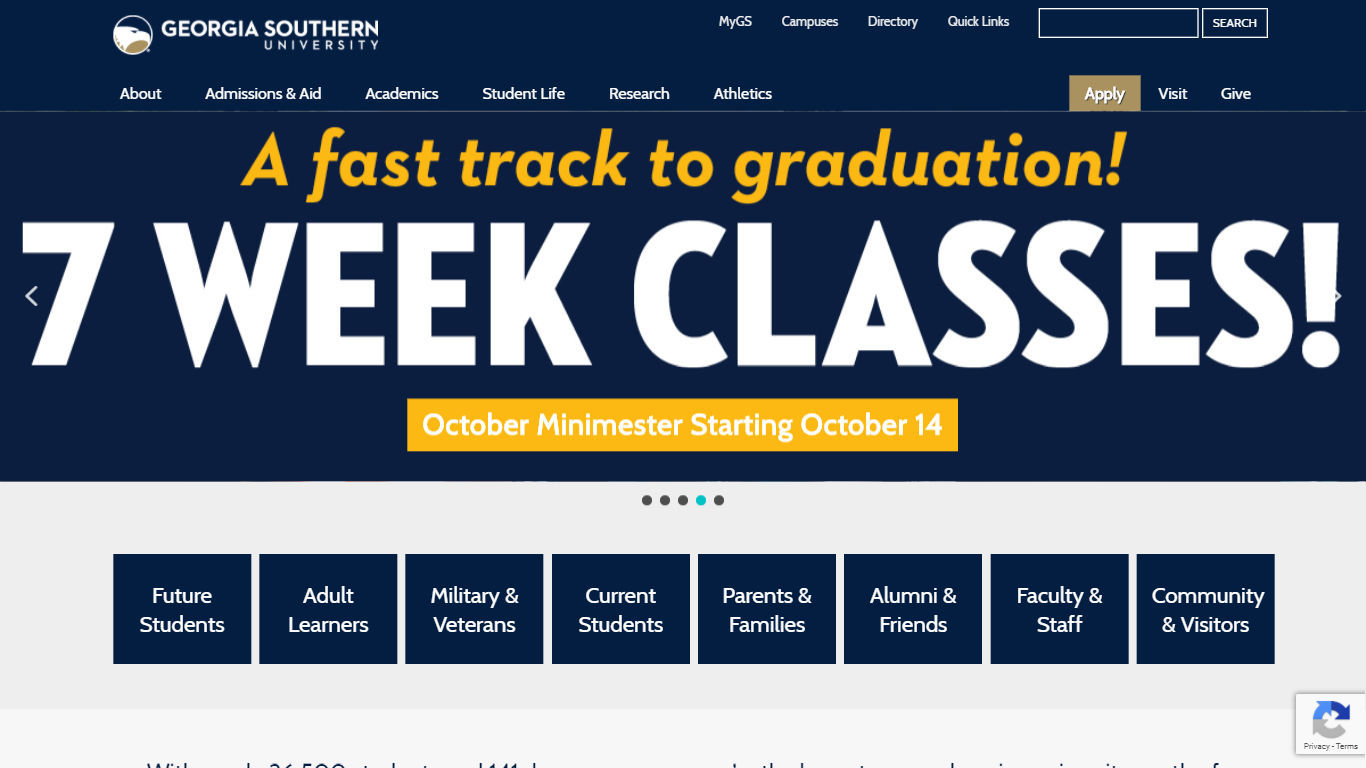 GEORGIA SOUTHERN
UNIVERSITY
MyGS Campuses Directory Quick Links SEARCH
About Admissions & Aid Academics Student Life Research Athletics Apply Visit Give
A fast track to graduation!
7 WEEK CLASSES!
October Minimester Starting October 14
Future Students
Adult Learners
Military & Veterans
Current Students
Parents & Families
Alumni & Friends
Faculty & Staff
Community & Visitors
Privacy - Terms